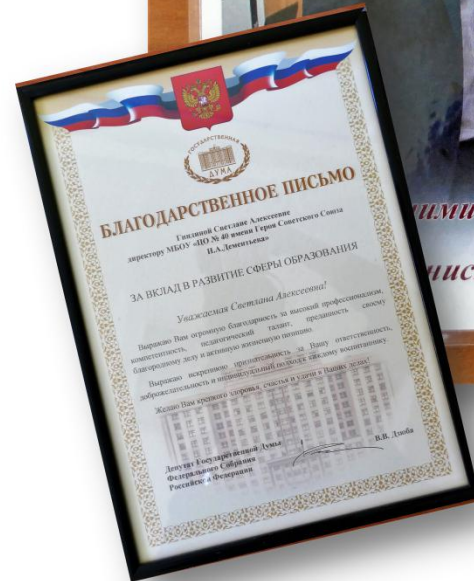 ГОСУДАРСТВЕННАЯ
ДУМА
БЛАГОДАРСТВЕННОЕ ПИСЬМО
Светлане Алексеевне
директору МБОУ «ЦО № 40 имени Героя Советского Союза
И.А.Дементьева»
ЗА ВКЛАД В РАЗВИТИЕ СФЕРЫ ОБРАЗОВАНИЯ
Уважаемая Светлана Алексеевна!
Выражаю Вам огромную благодарность за высокий профессионализм,
компетентность, педагогический талант, преданность своему
благородному делу и активную жизненную позицию.
Выражаю искреннюю признательность за Вашу ответственность,
доброжелательность и индивидуальный подход к каждому воспитаннику.
Желаю Вам крепкого здоровья, счастья и удачи в Ваших делах!
Депутат Государственной Думы
Федерального Собрания
Российской Федерации
В.В. Дзюба
ими
нис